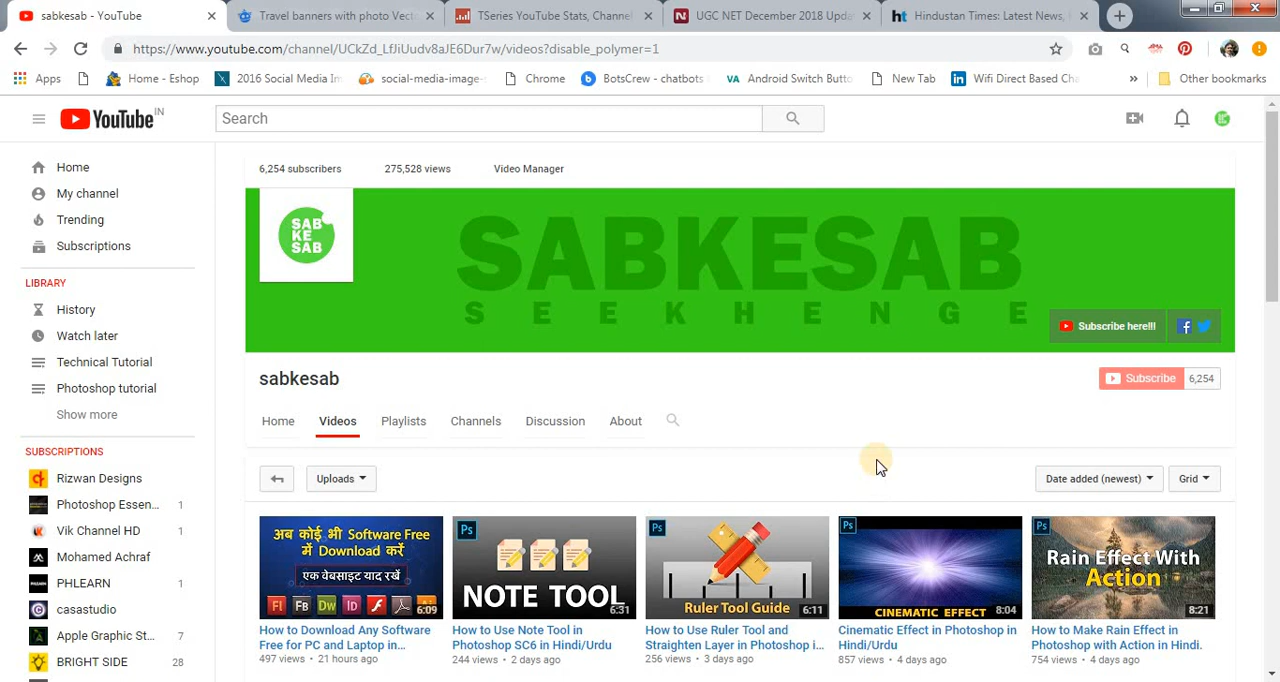 sabkesab - YouTube
Travel banners with photo Vect
TSeries YouTube Stats, Channel
UGC NET December 2018 Upda
Hindustan Times: Latest News,
https://www.youtube.com/channel/UCkZd_LfJiUudv8aJE6Dur7w/videos?disable_polymer=1
Apps
Home - Eshop
2016 Social Media Im
social-media-image-
Chrome
BotsCrew - chatbots
Android Switch Butto
New Tab
Wifi Direct Based Cha
»
Other bookmarks
YouTube IN
Search
Home
My channel
Trending
Subscriptions
LIBRARY
History
Watch later
Technical Tutorial
Photoshop tutorial
Show more
SUBSCRIPTIONS
Rizwan Designs
Photoshop Essen... 1
Vik Channel HD 1
Mohamed Achraf
PHLEARN 1
casastudio
Apple Graphic St... 7
BRIGHT SIDE 28
6,254 subscribers
275,528 views
Video Manager
SAB
KE
SAB
SABKESAB
SEEKHENGE
Subscribe here!!!
sabkesab
Subscribe 6,254
Home
Videos
Playlists
Channels
Discussion
About
Uploads
Date added (newest)
Grid
अब कोई भी Software Free
में Download करें
एक वेबसाइट याद रखें
Fl Fb Dw Id
6:09
How to Download Any Software
Free for PC and Laptop in...
497 views • 21 hours ago
Ps
NOTE TOOL
6:31
How to Use Note Tool in
Photoshop SC6 in Hindi/Urdu
244 views • 2 days ago
Ps
Ruler Tool Guide
6:11
How to Use Ruler Tool and
Straighten Layer in Photoshop i...
256 views • 3 days ago
Ps
CINEMATIC EFFECT
8:04
Cinematic Effect in Photoshop in
Hindi/Urdu
857 views • 4 days ago
Ps
Rain Effect With
Action
8:21
How to Make Rain Effect in
Photoshop with Action in Hindi.
754 views • 4 days ago